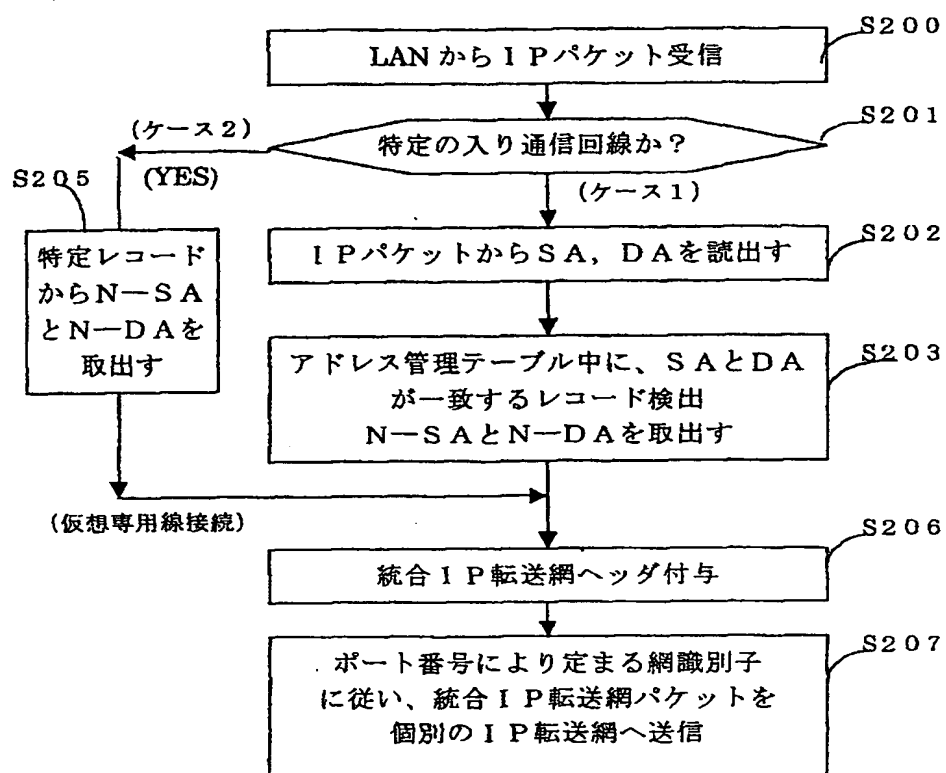 S200
LANからIPパケット受信
S201
特定の入り通信回線か?
(ケース2)
(YES)
(ケース1)
S205
特定レコード
からN-SA
とN-DAを
取出す
S202
IPパケットからSA,DAを読出す
S203
アドレス管理テーブル中に、SAとDA
が一致するレコード検出
N-SAとN-DAを取出す
(仮想専用線接続)
S206
統合IP転送網ヘッダ付与
S207
ポート番号により定まる網識別子
に従い、統合IP転送網パケットを
個別のIP転送網へ送信